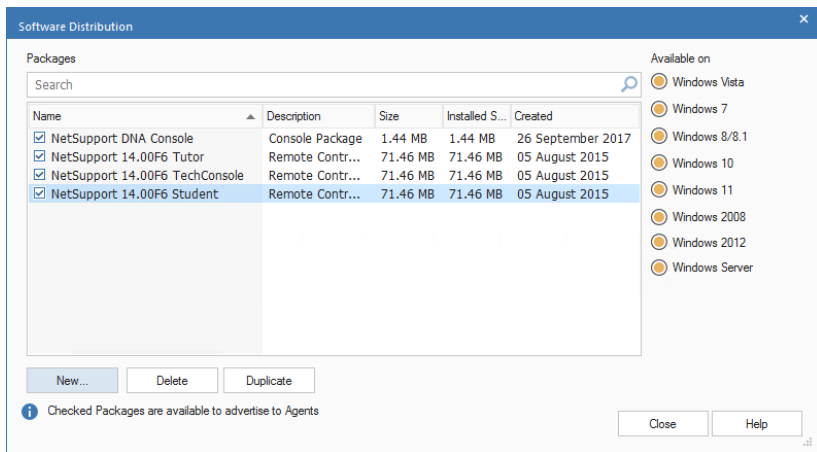 Software Distribution
Packages
Available on
Search
Windows Vista
Name Description Size Installed S... Created
Windows 7
NetSupport DNA Console Console Package 1.44 MB 1.44 MB 26 September 2017
Windows 8/8.1
NetSupport 14.00F6 Tutor Remote Contr... 71.46 MB 71.46 MB 05 August 2015
Windows 10
NetSupport 14.00F6 TechConsole Remote Contr... 71.46 MB 71.46 MB 05 August 2015
Windows 11
NetSupport 14.00F6 Student Remote Contr... 71.46 MB 71.46 MB 05 August 2015
Windows 2008
Windows 2012
Windows Server
New... Delete Duplicate
Checked Packages are available to advertise to Agents
Close Help